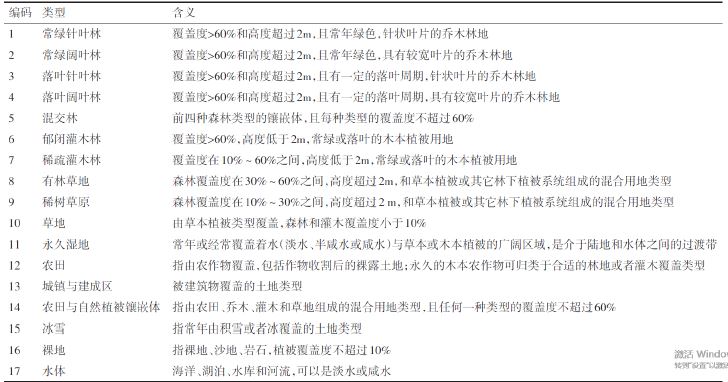 编码 类型 含义
1 常绿针叶林 覆盖度>60%和高度超过2m,且常年绿色,针状叶片的乔木林地
2 常绿阔叶林 覆盖度>60%和高度超过2m,且常年绿色,具有较宽叶片的乔木林地
3 落叶针叶林 覆盖度>60%和高度超过2m,且有一定的落叶周期,针状叶片的乔木林地
4 落叶阔叶林 覆盖度>60%和高度超过2m,且有一定的落叶周期,具有较宽叶片的乔木林地
5 混交林 前四种森林类型的镶嵌体,且每种类型的覆盖度不超过60%
6 郁闭灌木林 覆盖度>60%,高度低于2m,常绿或落叶的木本植被用地
7 稀疏灌木林 覆盖度在10%~60%之间,高度低于2m,常绿或落叶的木本植被用地
8 有林草地 森林覆盖度在30%~60%之间,高度超过2m,和草本植被或其它林下植被系统组成的混合用地类型
9 稀树草原 森林覆盖度在10%~30%之间,高度超过2 m,和草本植被或其它林下植被系统组成的混合用地类型
10 草地 由草本植被类型覆盖,森林和灌木覆盖度小于10%
11 永久湿地 常年或经常覆盖着水(淡水、半咸水或咸水)与草本或木本植被的广阔区域,是介于陆地和水体之间的过渡带
12 农田 指由农作物覆盖,包括作物收割后的裸露土地;永久的木本农作物可归类于合适的林地或者灌木覆盖类型
13 城镇与建成区 被建筑物覆盖的土地类型
14 农田与自然植被镶嵌体 指由农田、乔木、灌木和草地组成的混合用地类型,且任何一种类型的覆盖度不超过60%
15 冰雪 指常年由积雪或者冰覆盖的土地类型
16 裸地 指裸地、沙地、岩石,植被覆盖度不超过10%
17 水体 海洋、湖泊、水库和河流,可以是淡水或咸水
激活 Window
转到"设置"以激